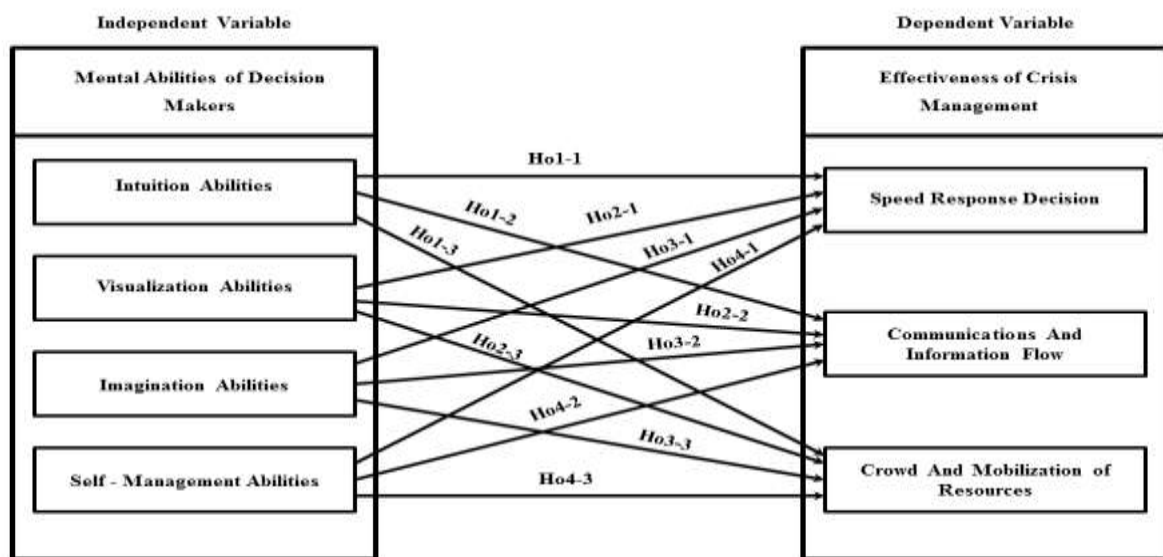 Independent Variable
Dependent Variable
Mental Abilities of Decision
Makers
Effectiveness of Crisis
Management
Intuition Abilities
Visualization Abilities
Imagination Abilities
Self - Management Abilities
Ho1-1
Ho1-2
Ho1-3
Ho2-1
Ho3-1
Ho4-1
Ho2-2
Ho2-3
Ho3-2
Ho4-2
Ho3-3
Ho4-3
Speed Response Decision
Communications And
Information Flow
Crowd And Mobilization of
Resources